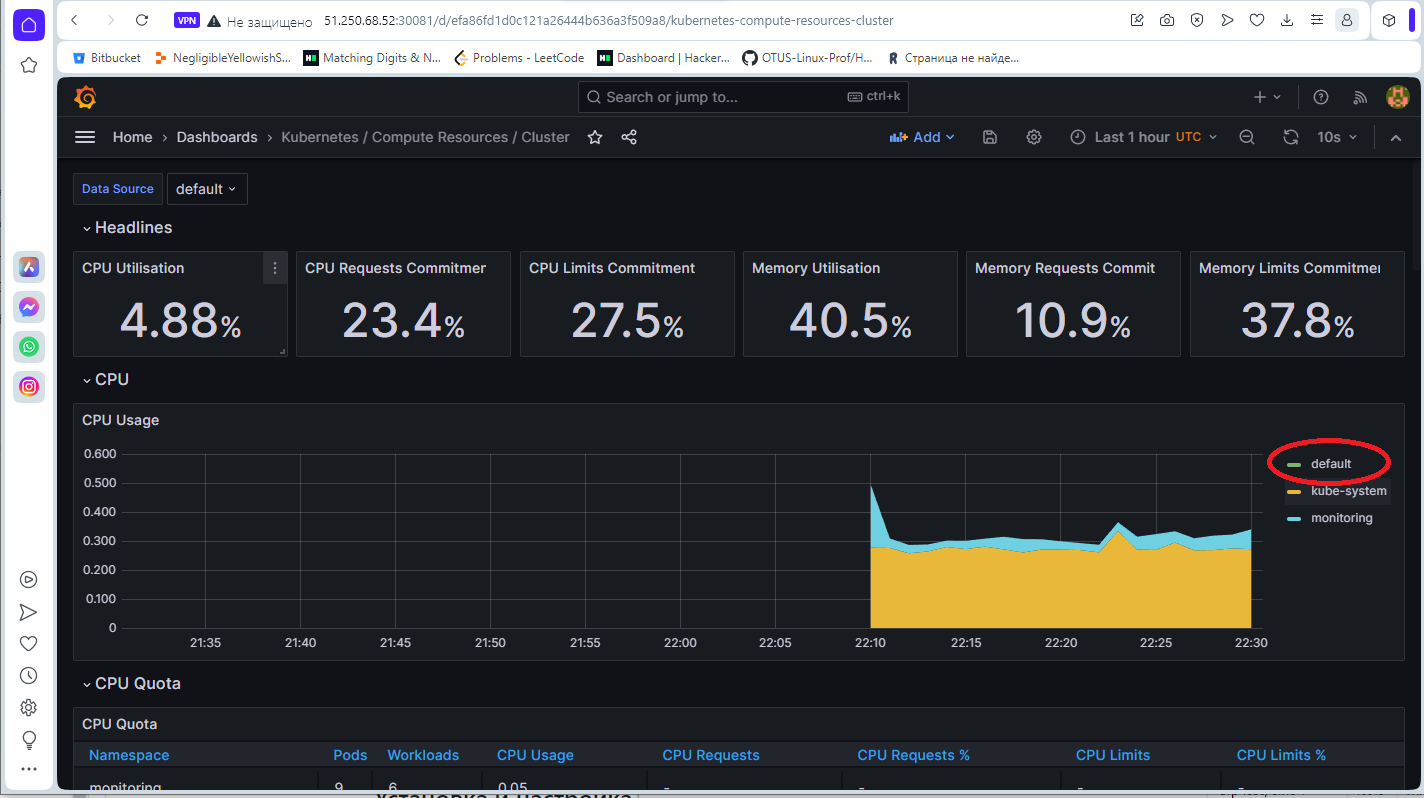 VPN Не защищено 51.250.68.52:30081/d/efa86fd1d0c121a26444b636a3f509a8/kubernetes-compute-resources-cluster
Bitbucket NegligibleYellowishS... Matching Digits & N... Problems - LeetCode Dashboard | Hacker... OTUS-Linux-Prof/H... Страница не найде...
Search or jump to... ctrl+k
Home › Dashboards › Kubernetes / Compute Resources / Cluster Add Last 1 hour UTC 10s
Data Source default
Headlines
CPU Utilisation CPU Requests Commitmer CPU Limits Commitment Memory Utilisation Memory Requests Commit Memory Limits Commitmer
4.88% 23.4% 27.5% 40.5% 10.9% 37.8%
CPU
CPU Usage
0.600
0.500
0.400
0.300
0.200
0.100
0
21:35 21:40 21:45 21:50 21:55 22:00 22:05 22:10 22:15 22:20 22:25 22:30
default
kube-system
monitoring
CPU Quota
CPU Quota
Namespace Pods Workloads CPU Usage CPU Requests CPU Requests % CPU Limits CPU Limits %
monitoring 9 6 0.05 - - - -
Установка и настройка